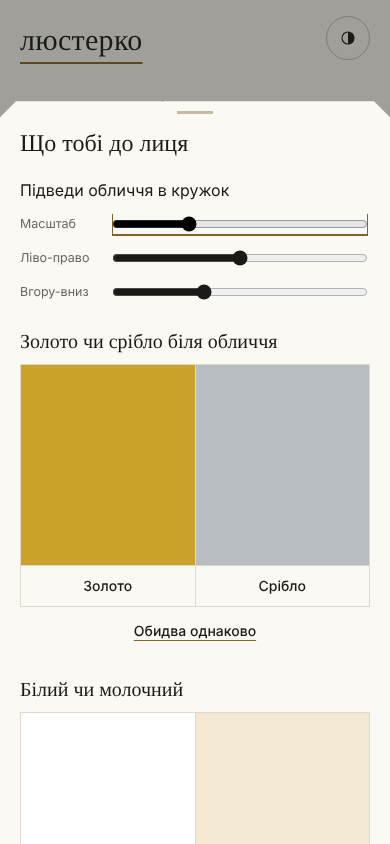 люстерко
Що тобі до лиця
Підведи обличчя в кружок
Масштаб
Ліво-право
Вгору-вниз
Золото чи срібло біля обличчя
Золото
Срібло
Обидва однаково
Білий чи молочний